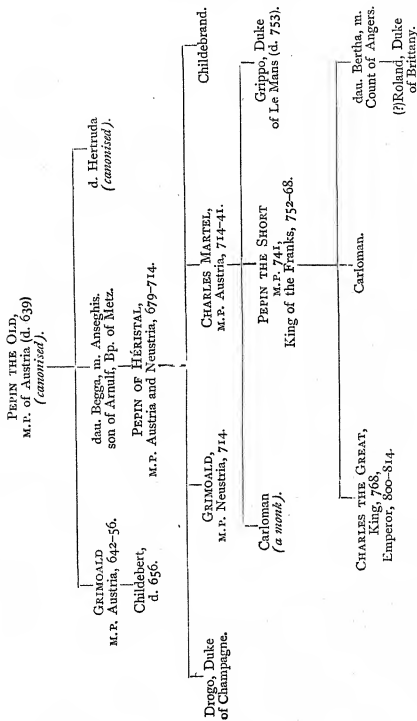 PEPIN THE OLD,
M.P. of Austria (d. 639)
(canonised).
GRIMOALD
M.P. Austria, 642–56.
dau. Begga, m. Anseghis.
son of Arnulf, Bp. of Metz.
d. Hertruda
(canonised).
Childebert,
d. 656.
PEPIN OF HÉRISTAL,
M.P. Austria and Neustria, 679–714.
Drogo, Duke
of Champagne.
GRIMOALD,
M.P. Neustria, 714.
CHARLES MARTEL,
M.P. Austria, 714–41.
Childebrand.
Carloman
(a monk).
PEPIN THE SHORT
M.P. 741,
King of the Franks, 752–68.
Grippo, Duke
of Le Mans (d. 753).
CHARLES THE GREAT,
King, 768,
Emperor, 800–814.
Carloman.
dau. Bertha, m.
Count of Angers.
(?)Roland, Duke
of Brittany.